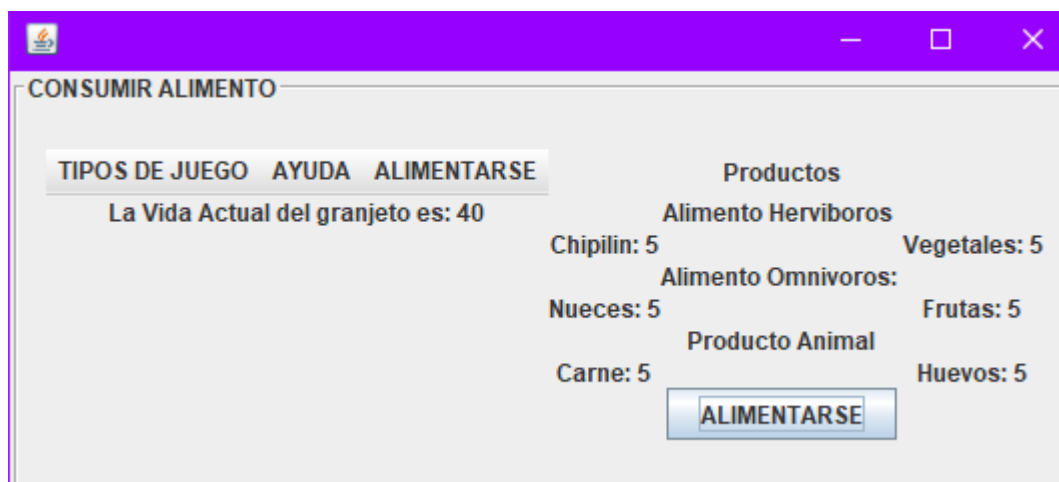 CONSUMIR ALIMENTO
TIPOS DE JUEGO AYUDA ALIMENTARSE
La Vida Actual del granjeto es: 40
Productos
Alimento Herviboros
Chipilin: 5 Vegetales: 5
Alimento Omnivoros:
Nueces: 5 Frutas: 5
Producto Animal
Carne: 5 Huevos: 5
ALIMENTARSE